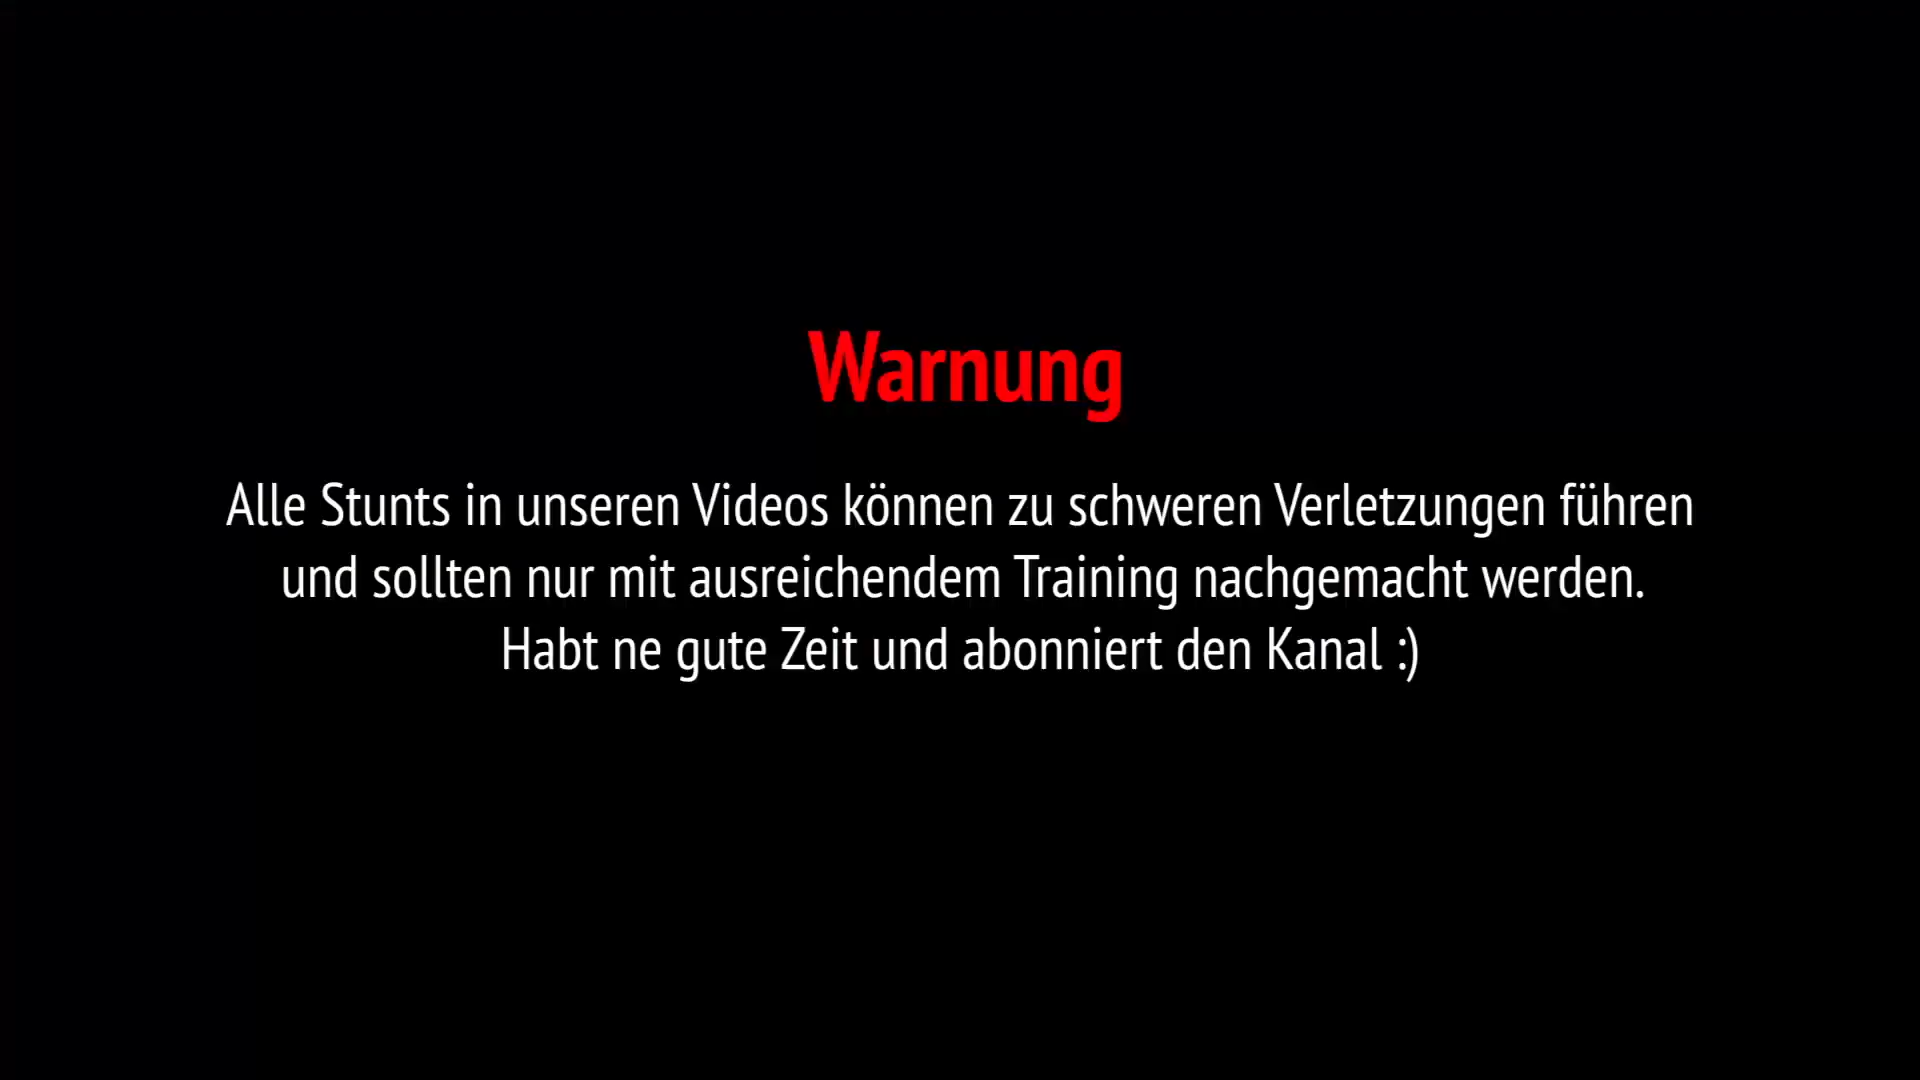 Warnung
Alle Stunts in unseren Videos können zu schweren Verletzungen führen
und sollten nur mit ausreichendem Training nachgemacht werden.
Habt ne gute Zeit und abonniert den Kanal :)